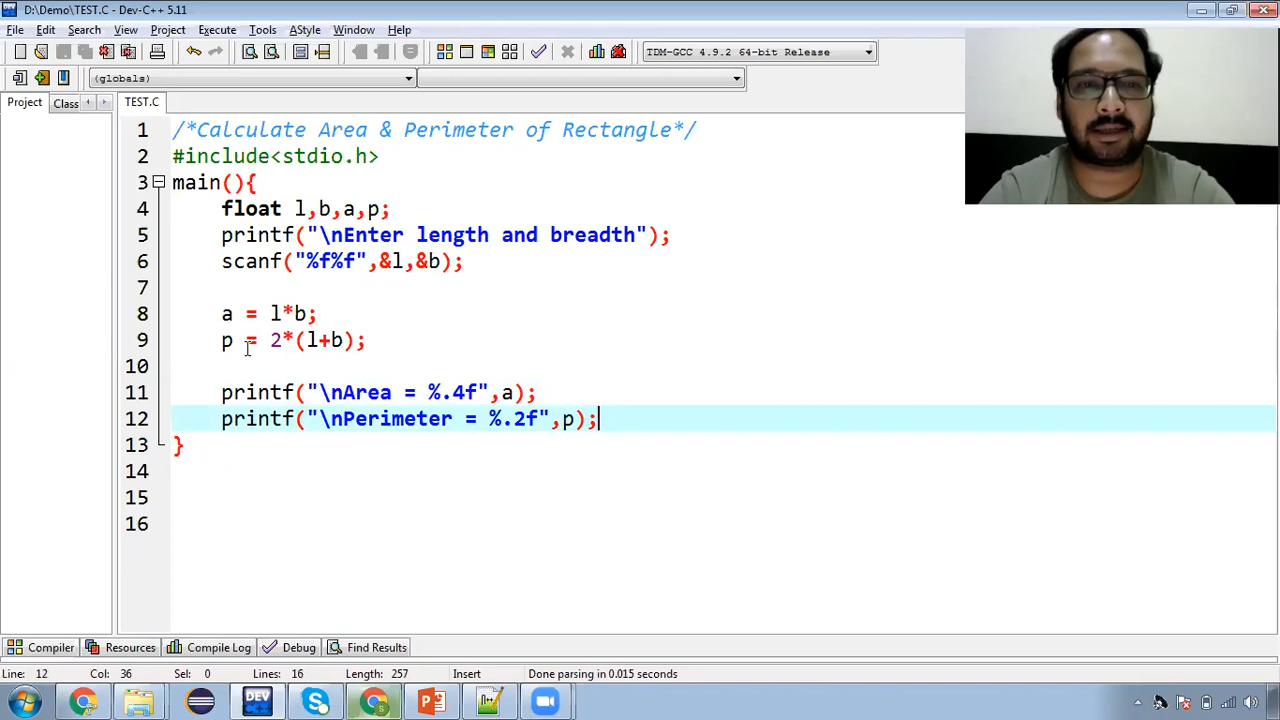 D:\Demo\TEST.C - Dev-C++ 5.11
File Edit Search View Project Execute Tools AStyle Window Help
TDM-GCC 4.9.2 64-bit Release
(globals)
Project Class TEST.C
1 /*Calculate Area & Perimeter of Rectangle*/
2 #include<stdio.h>
3 main(){
4 float l,b,a,p;
5 printf("\nEnter length and breadth");
6 scanf("%f%f",&l,&b);
7
8 a = l*b;
9 p = 2*(l+b);
10
11 printf("\nArea = %.4f",a);
12 printf("\nPerimeter = %.2f",p);
13 }
14
15
16
Compiler Resources Compile Log Debug Find Results
Line: 12 Col: 36 Sel: 0 Lines: 16 Length: 257 Insert Done parsing in 0.015 seconds
DEV